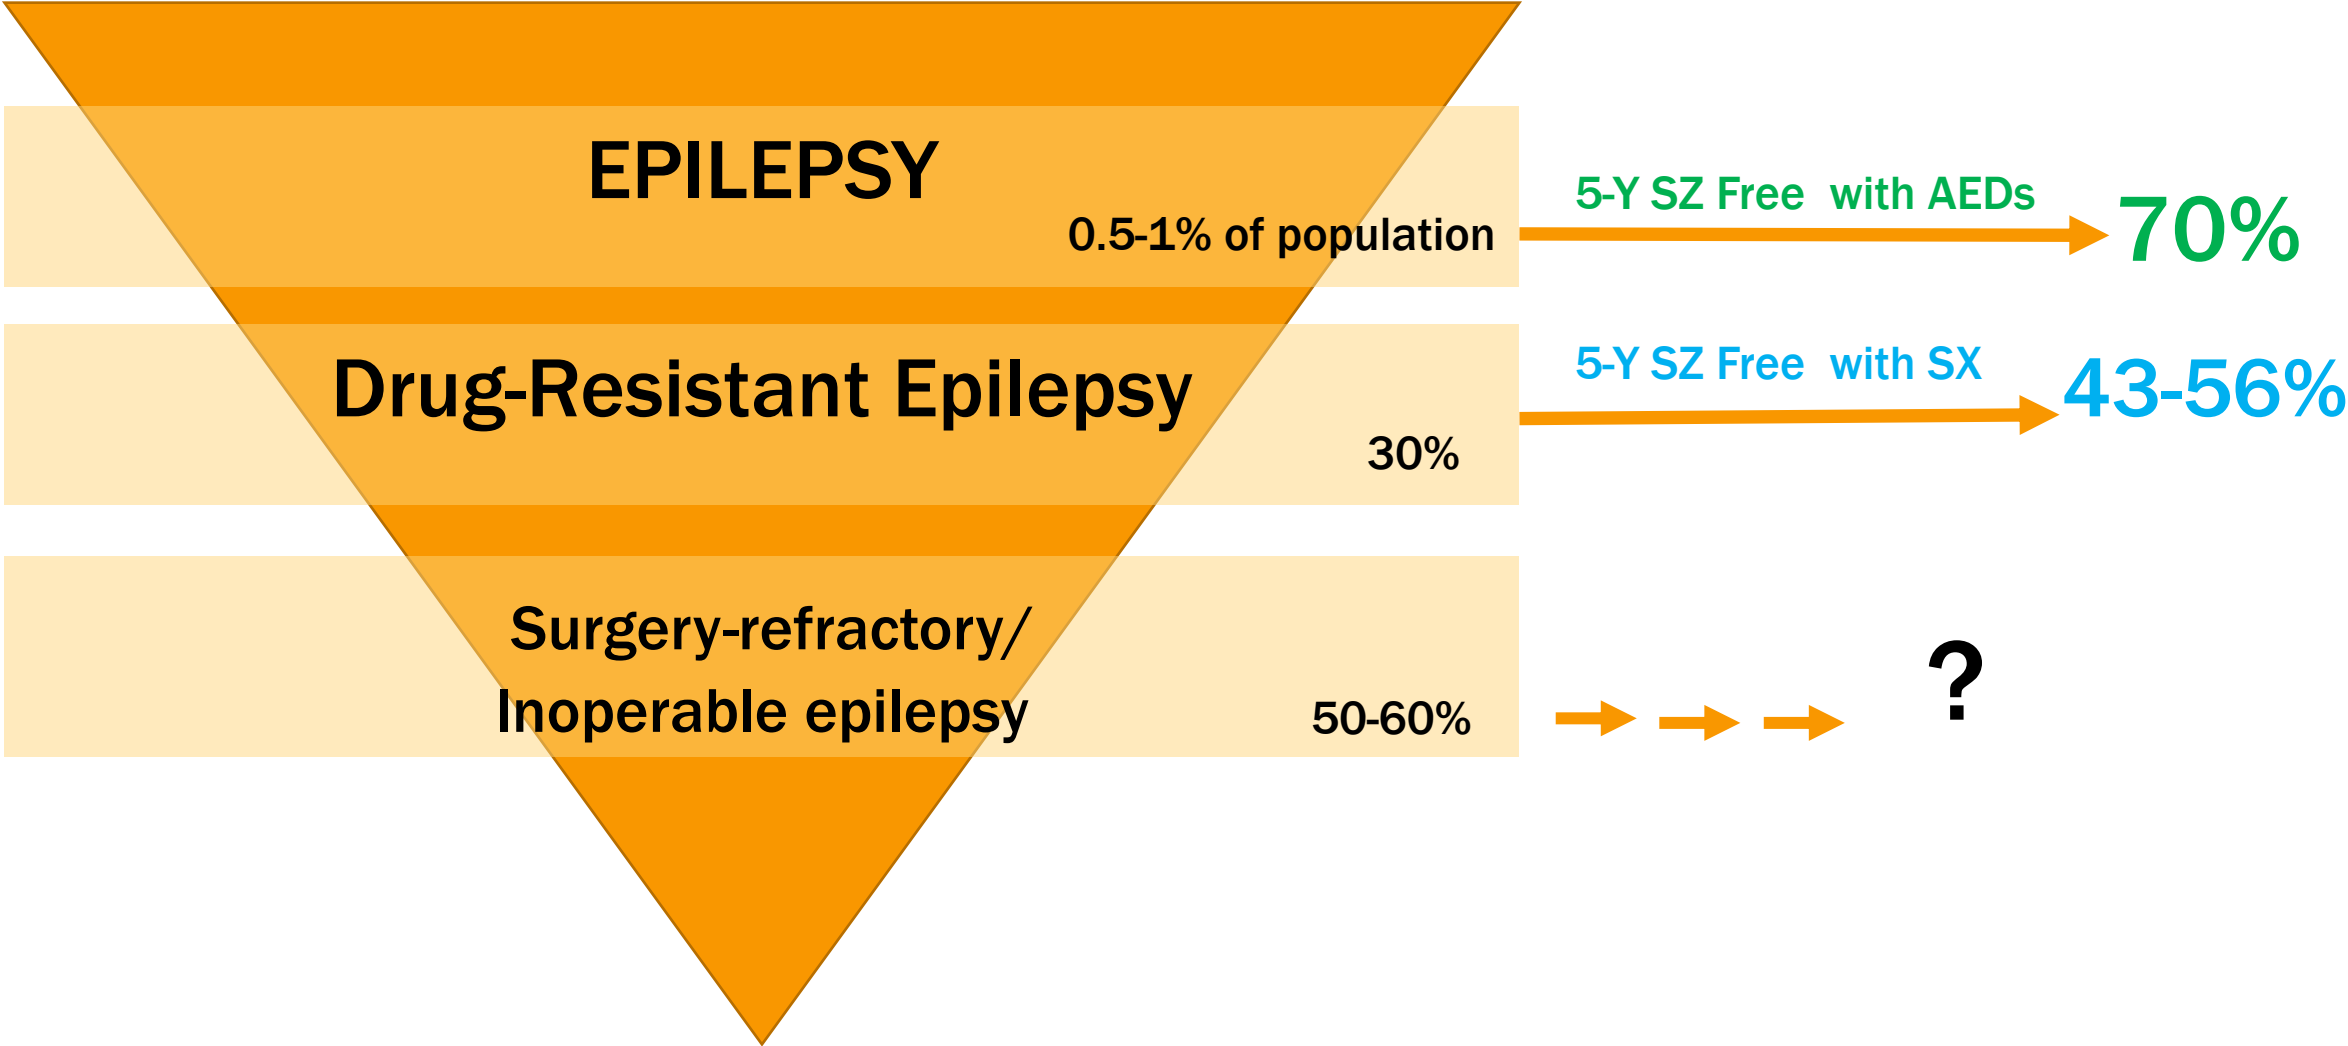 EPILEPSY
0.5-1% of population
5-Y SZ Free with AEDs
70%
Drug-Resistant Epilepsy
30%
5-Y SZ Free with SX
43-56%
Surgery-refractory/
Inoperable epilepsy
50-60%
?